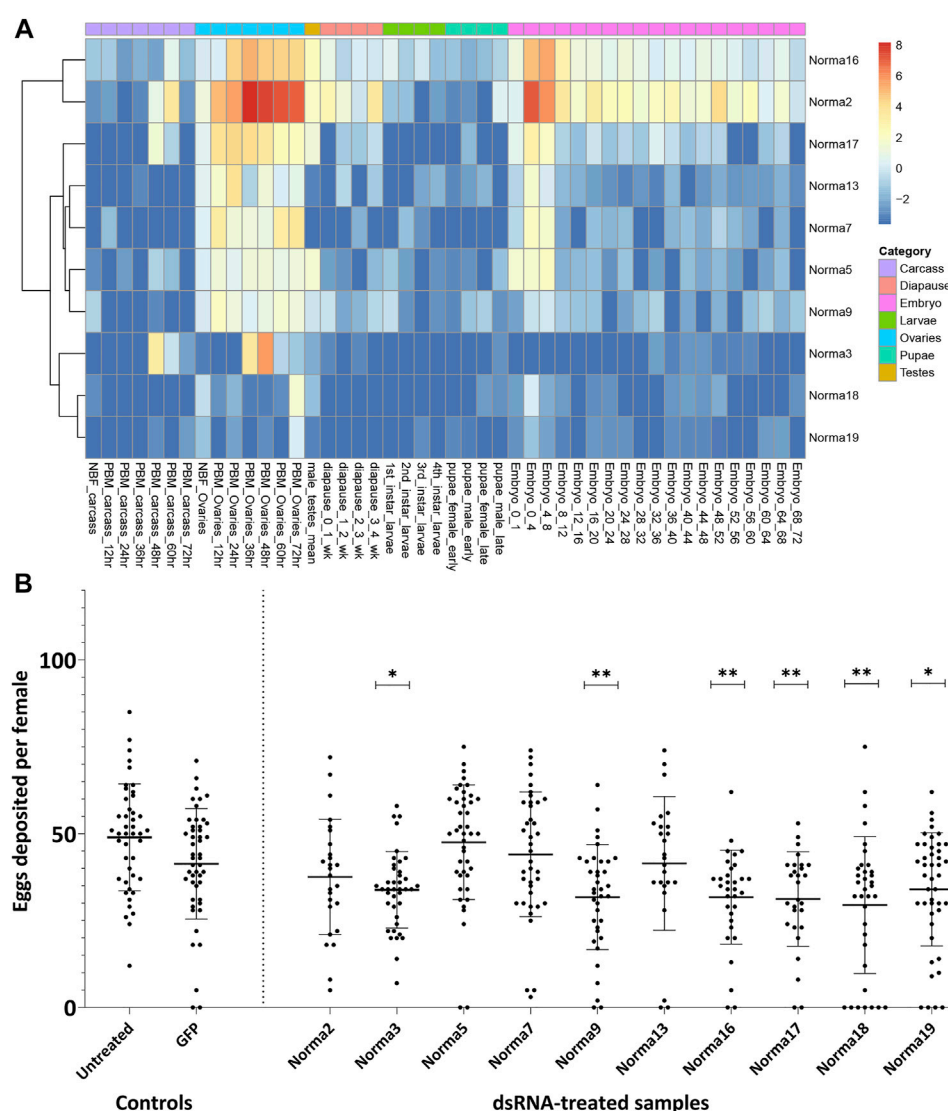 A
Norma16
Norma2
Norma17
Norma13
Norma7
Norma5
Norma9
Norma3
Norma18
Norma19
8
6
4
2
0
−2
Category
Carcass
Diapause
Embryo
Larvae
Ovaries
Pupae
Testes
NBF_carcass
PBM_carcass_12hr
PBM_carcass_24hr
PBM_carcass_36hr
PBM_carcass_48hr
PBM_carcass_60hr
PBM_carcass_72hr
NBF_Ovaries
PBM_Ovaries_12hr
PBM_Ovaries_24hr
PBM_Ovaries_36hr
PBM_Ovaries_48hr
PBM_Ovaries_60hr
PBM_Ovaries_72hr
male_testes_mean
diapause_0_1_wk
diapause_1_2_wk
diapause_2_3_wk
diapause_3_4_wk
1st_instar_larvae
2nd_instar_larvae
3rd_instar_larvae
4th_instar_larvae
pupae_female_early
pupae_male_early
pupae_female_late
pupae_male_late
Embryo_0_1
Embryo_0_4
Embryo_4_8
Embryo_8_12
Embryo_12_16
Embryo_16_20
Embryo_20_24
Embryo_24_28
Embryo_28_32
Embryo_32_36
Embryo_36_40
Embryo_40_44
Embryo_44_48
Embryo_48_52
Embryo_52_56
Embryo_56_60
Embryo_60_64
Embryo_64_68
Embryo_68_72
B
Eggs deposited per female
100
50
0
*
**
**
**
**
*
Untreated
GFP
Norma2
Norma3
Norma5
Norma7
Norma9
Norma13
Norma16
Norma17
Norma18
Norma19
Controls
dsRNA-treated samples